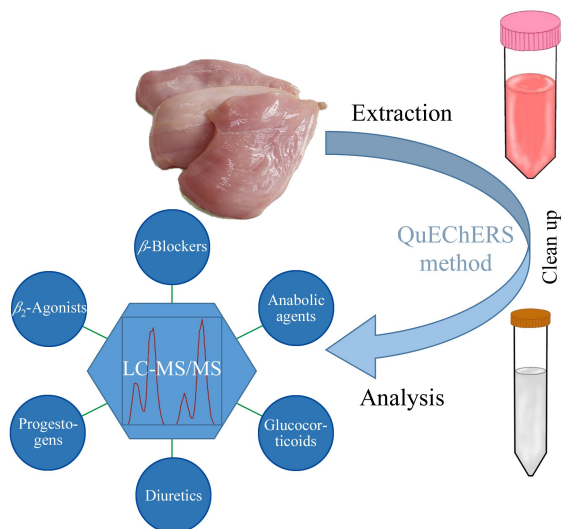 Extraction
QuEChERS
method
Clean up
β-Blockers
β₂-Agonists
Anabolic
agents
LC-MS/MS
Progesto-
gens
Glucocor-
ticoids
Diuretics
Analysis